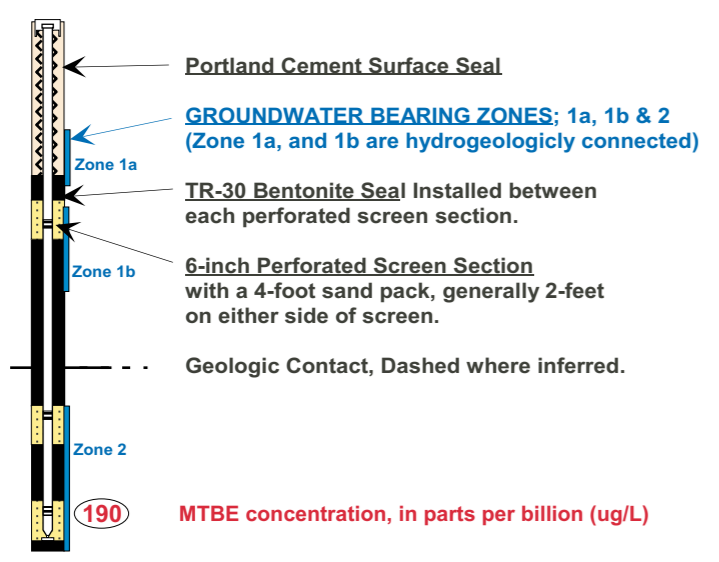 Portland Cement Surface Seal
GROUNDWATER BEARING ZONES; 1a, 1b & 2
(Zone 1a, and 1b are hydrogeologicly connected)
Zone 1a
TR-30 Bentonite Seal Installed between
each perforated screen section.
Zone 1b
6-inch Perforated Screen Section
with a 4-foot sand pack, generally 2-feet
on either side of screen.
Geologic Contact, Dashed where inferred.
Zone 2
190
MTBE concentration, in parts per billion (ug/L)